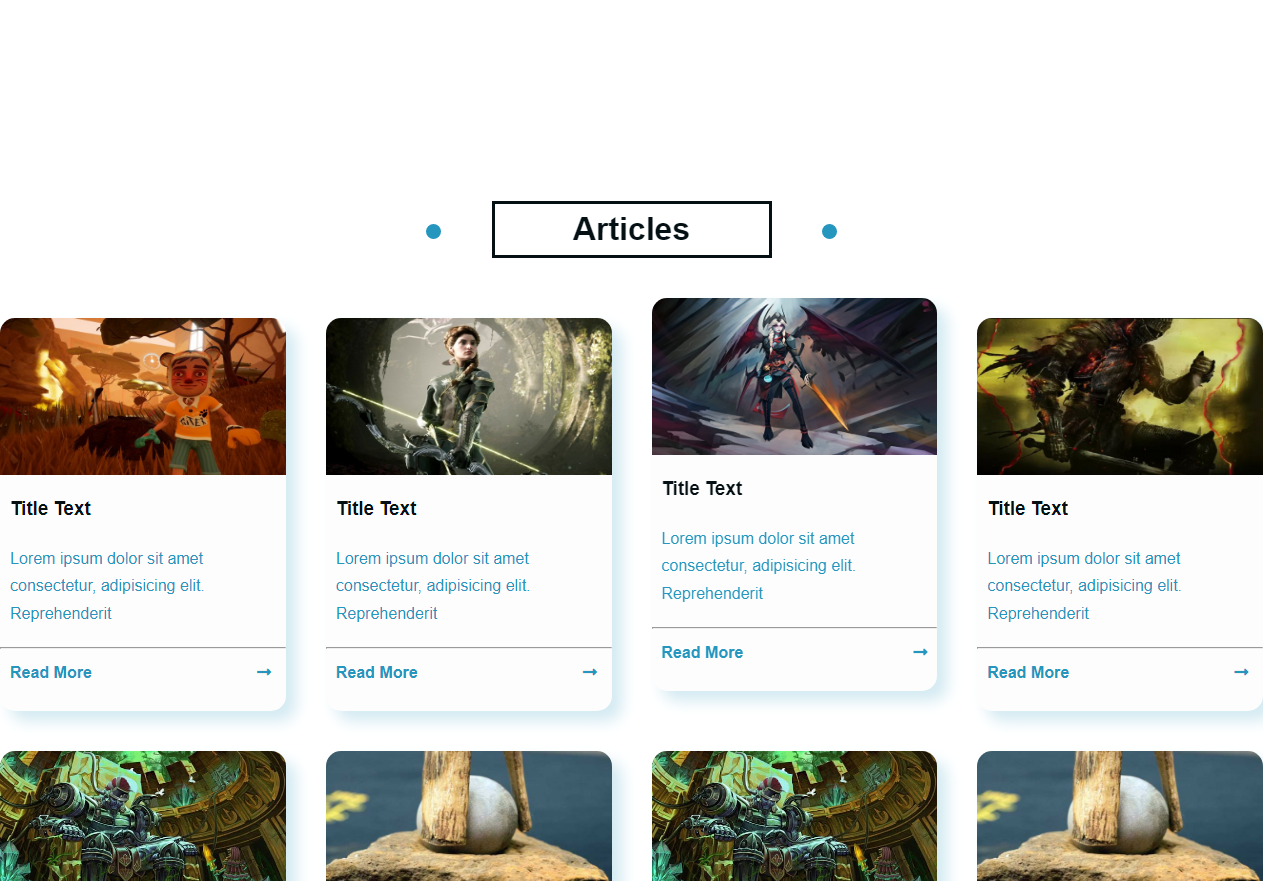 Articles
Title Text
Lorem ipsum dolor sit amet
consectetur, adipisicing elit.
Reprehenderit
Read More
Title Text
Lorem ipsum dolor sit amet
consectetur, adipisicing elit.
Reprehenderit
Read More
Title Text
Lorem ipsum dolor sit amet
consectetur, adipisicing elit.
Reprehenderit
Read More
Title Text
Lorem ipsum dolor sit amet
consectetur, adipisicing elit.
Reprehenderit
Read More